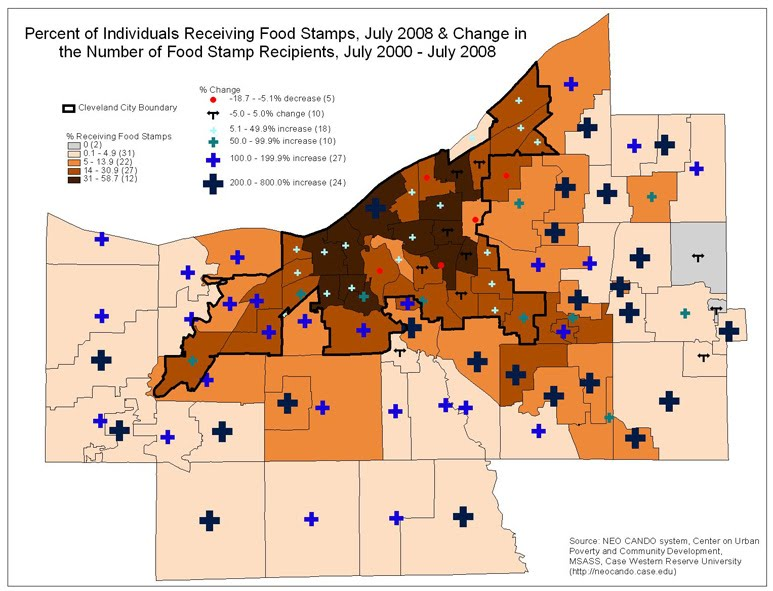 Percent of Individuals Receiving Food Stamps, July 2008 & Change in
the Number of Food Stamp Recipients, July 2000 - July 2008
% Change
-18.7 - -5.1% decrease (5)
-5.0 - 5.0% change (10)
5.1 - 49.9% increase (18)
50.0 - 99.9% increase (10)
100.0 - 199.9% increase (27)
200.0 - 800.0% increase (24)
Cleveland City Boundary
% Receiving Food Stamps
0 (2)
0.1 - 4.9 (31)
5 - 13.9 (22)
14 - 30.9 (27)
31 - 58.7 (12)
Source: NEO CANDO system, Center on Urban
Poverty and Community Development,
MSASS, Case Western Reserve University
(http://neocando.case.edu)